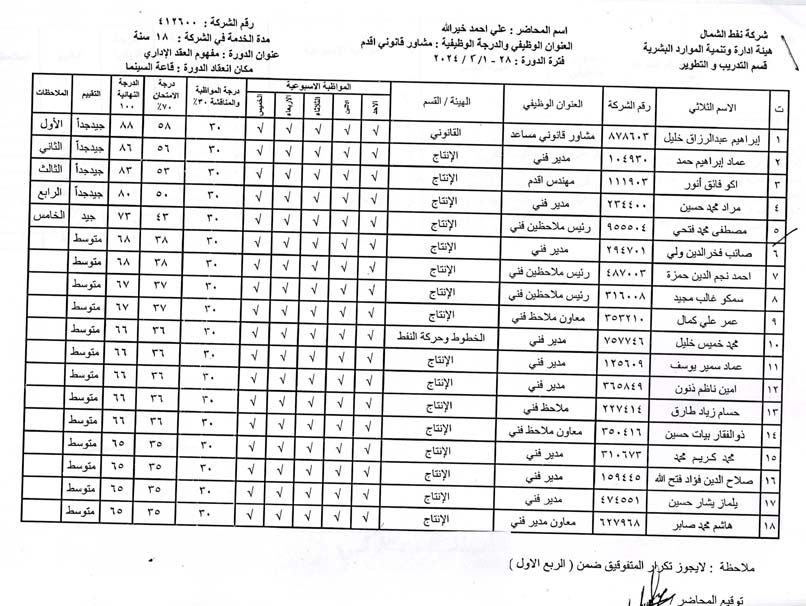 شركة نفط الشمال
هيئة ادارة وتنمية الموارد البشرية
قسم التدريب و التطوير
اسم المحاضر : علي احمد خيرالله
العنوان الوظيفي والدرجة الوظيفية : مشاور قانوني اقدم
فترة الدورة : ٢٨ - ٢٠٢٤/٣/١
رقم الشركة : ٤١٢٦٠٠
مدة الخدمة في الشركة : ١٨ سنة
عنوان الدورة : مفهوم العقد الإداري
مكان انعقاد الدورة : قاعة السينما
ت الاسم الثلاثي رقم الشركة العنوان الوظيفي الهيئة / القسم المواظبة الاسبوعية درجة المواظبة والمناقشة ٣٠٪ درجة الامتحان ٧٠٪ الدرجة النهائية ١٠٠ التقييم الملاحظات
الاحد الاثنين الثلاثاء الاربعاء الخميس
١ إبراهيم عبدالرزاق خليل ٨٧٨٦٠٣ مشاور قانوني مساعد القانوني √ √ √ √ √ ٣٠ ٥٨ ٨٨ جيدجداً الأول
٢ عماد إبراهيم حمد ١٠٤٩٣٠ مدير فني الإنتاج √ √ √ √ √ ٣٠ ٥٦ ٨٦ جيدجداً الثاني
٣ اكو فائق أنور ١١١٩٠٣ مهندس اقدم الإنتاج √ √ √ √ √ ٣٠ ٥٣ ٨٣ جيدجداً الثالث
٤ مراد محمد حسين ٢٣٤٤٠٠ مدير فني الإنتاج √ √ √ √ √ ٣٠ ٥٠ ٨٠ جيدجداً الرابع
٥ مصطفى محمد فتحي ٩٥٥٥٠٤ رئيس ملاحظين فني الإنتاج √ √ √ √ √ ٣٠ ٤٣ ٧٣ جيد الخامس
٦ صائب فخرالدين ولي ٢٩٤٧٠١ مدير فني الإنتاج √ √ √ √ √ ٣٠ ٣٨ ٦٨ متوسط
٧ احمد نجم الدين حمزة ٤٨٧٠٠٣ رئيس ملاحظين فني الإنتاج √ √ √ √ √ ٣٠ ٣٨ ٦٨ متوسط
٨ سمكو غالب مجيد ٣١٦٠٠٨ رئيس ملاحظين فني الإنتاج √ √ √ √ √ ٣٠ ٣٧ ٦٧ متوسط
٩ عمر علي كمال ٣٥٣٢١٠ معاون ملاحظ فني الإنتاج √ √ √ √ √ ٣٠ ٣٧ ٦٧ متوسط
١٠ محمد خميس خليل ٧٥٧٧٤٦ مدير فني الخطوط وحركة النفط √ √ √ √ √ ٣٠ ٣٦ ٦٦ متوسط
١١ عماد سمير يوسف ١٢٥٦٠٩ مدير فني الإنتاج √ √ √ √ √ ٣٠ ٣٦ ٦٦ متوسط
١٢ امين ناظم ذنون ٣٦٥٨٤٩ مدير فني الإنتاج √ √ √ √ √ ٣٠ ٣٦ ٦٦ متوسط
١٣ حسام زياد طارق ٢٢٧٤١٤ ملاحظ فني الإنتاج √ √ √ √ √ ٣٠ ٣٦ ٦٦ متوسط
١٤ ذوالفقار بيات حسين ٣٥٠٤١٦ معاون ملاحظ فني الإنتاج √ √ √ √ √ ٣٠ ٣٦ ٦٦ متوسط
١٥ محمد كريم محمد ٣١٠٦٧٣ مدير فني الإنتاج √ √ √ √ √ ٣٠ ٣٥ ٦٥ متوسط
١٦ صلاح الدين فؤاد فتح الله ١٥٩٤٤٥ مدير فني الإنتاج √ √ √ √ √ ٣٠ ٣٥ ٦٥ متوسط
١٧ يلماز يشار حسين ٤٧٤٥٥١ مدير فني الإنتاج √ √ √ √ √ ٣٠ ٣٥ ٦٥ متوسط
١٨ هاشم محمد صابر ٦٢٧٩٦٨ معاون مدير فني الإنتاج √ √ √ √ √ ٣٠ ٣٥ ٦٥ متوسط
ملاحظة : لايجوز تكرار المتفوقيق ضمن ( الربع الاول )
توقيع المحاضر